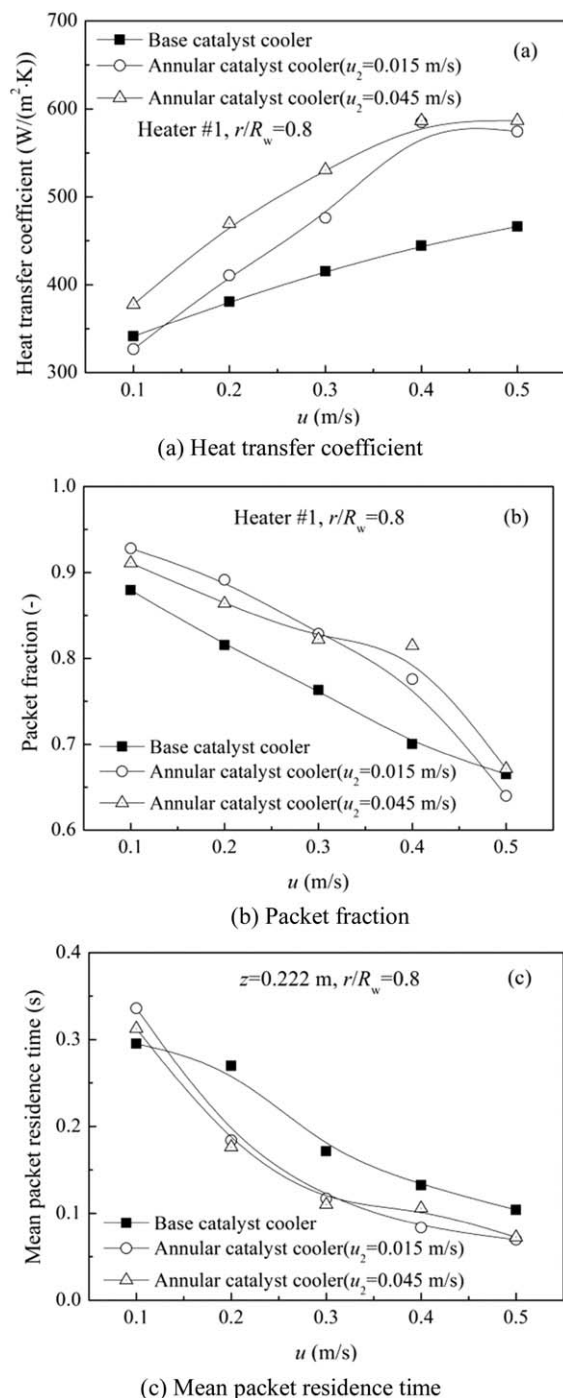 700
Base catalyst cooler
(a)
Annular catalyst cooler(u₂=0.015 m/s)
Annular catalyst cooler(u₂=0.045 m/s)
Heater #1, r/R_w=0.8
600
500
400
300
Heat transfer coefficient (W/(m²·K))
0.1 0.2 0.3 0.4 0.5
u (m/s)
(a) Heat transfer coefficient
1.0
Heater #1, r/R_w=0.8
(b)
0.9
0.8
0.7
0.6
Packet fraction (-)
Base catalyst cooler
Annular catalyst cooler(u₂=0.015 m/s)
Annular catalyst cooler(u₂=0.045 m/s)
0.1 0.2 0.3 0.4 0.5
u (m/s)
(b) Packet fraction
0.4
z=0.222 m, r/R_w=0.8
(c)
0.3
0.2
0.1
0.0
Mean packet residence time (s)
Base catalyst cooler
Annular catalyst cooler(u₂=0.015 m/s)
Annular catalyst cooler(u₂=0.045 m/s)
0.1 0.2 0.3 0.4 0.5
u (m/s)
(c) Mean packet residence time